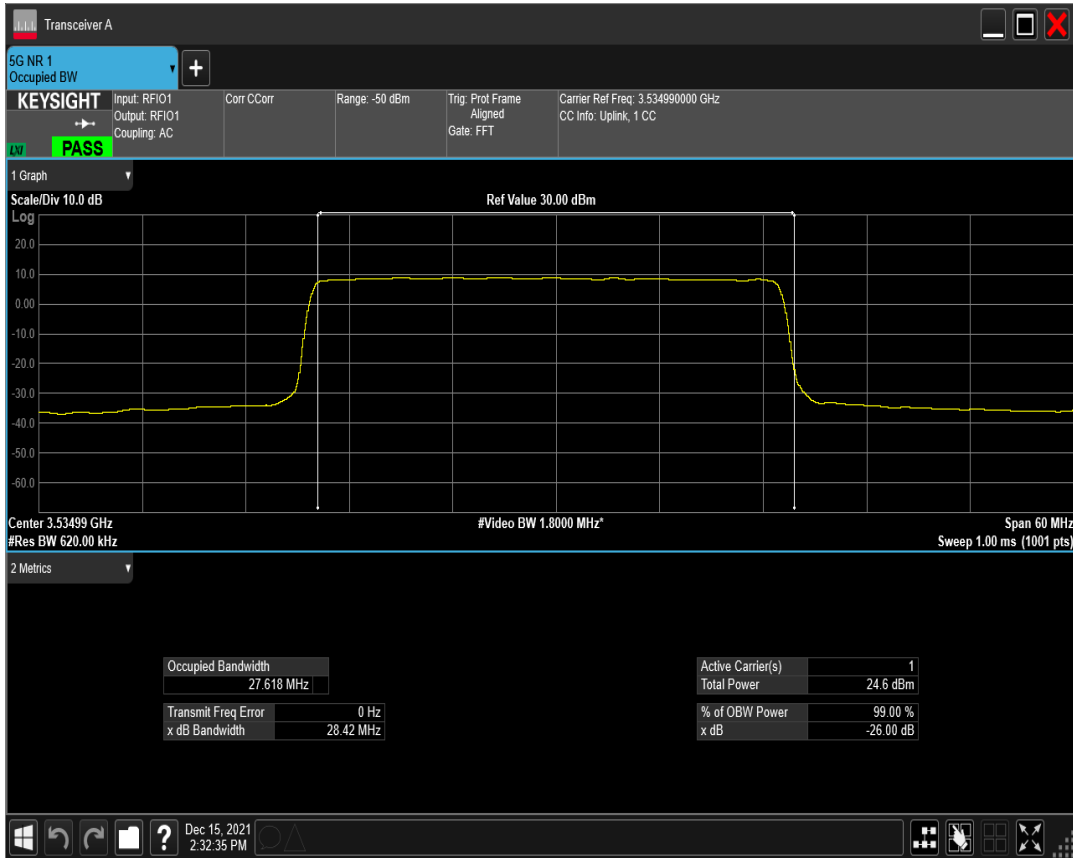 Transceiver A
5G NR 1
Occupied BW
+
KEYSIGHT
Input: RFIO1
Output: RFIO1
Coupling: AC
Corr CCorr
Range: -50 dBm
Trig: Prot Frame
Aligned
Gate: FFT
Carrier Ref Freq: 3.534990000 GHz
CC Info: Uplink, 1 CC
LXI
PASS
1 Graph
Scale/Div 10.0 dB
Ref Value 30.00 dBm
Log
20.0
10.0
0.00
-10.0
-20.0
-30.0
-40.0
-50.0
-60.0
Center 3.53499 GHz
#Video BW 1.8000 MHz*
Span 60 MHz
#Res BW 620.00 kHz
Sweep 1.00 ms (1001 pts)
2 Metrics
Occupied Bandwidth
27.618 MHz
Transmit Freq Error 0 Hz
x dB Bandwidth 28.42 MHz
Active Carrier(s) 1
Total Power 24.6 dBm
% of OBW Power 99.00 %
x dB -26.00 dB
?
Dec 15, 2021
2:32:35 PM